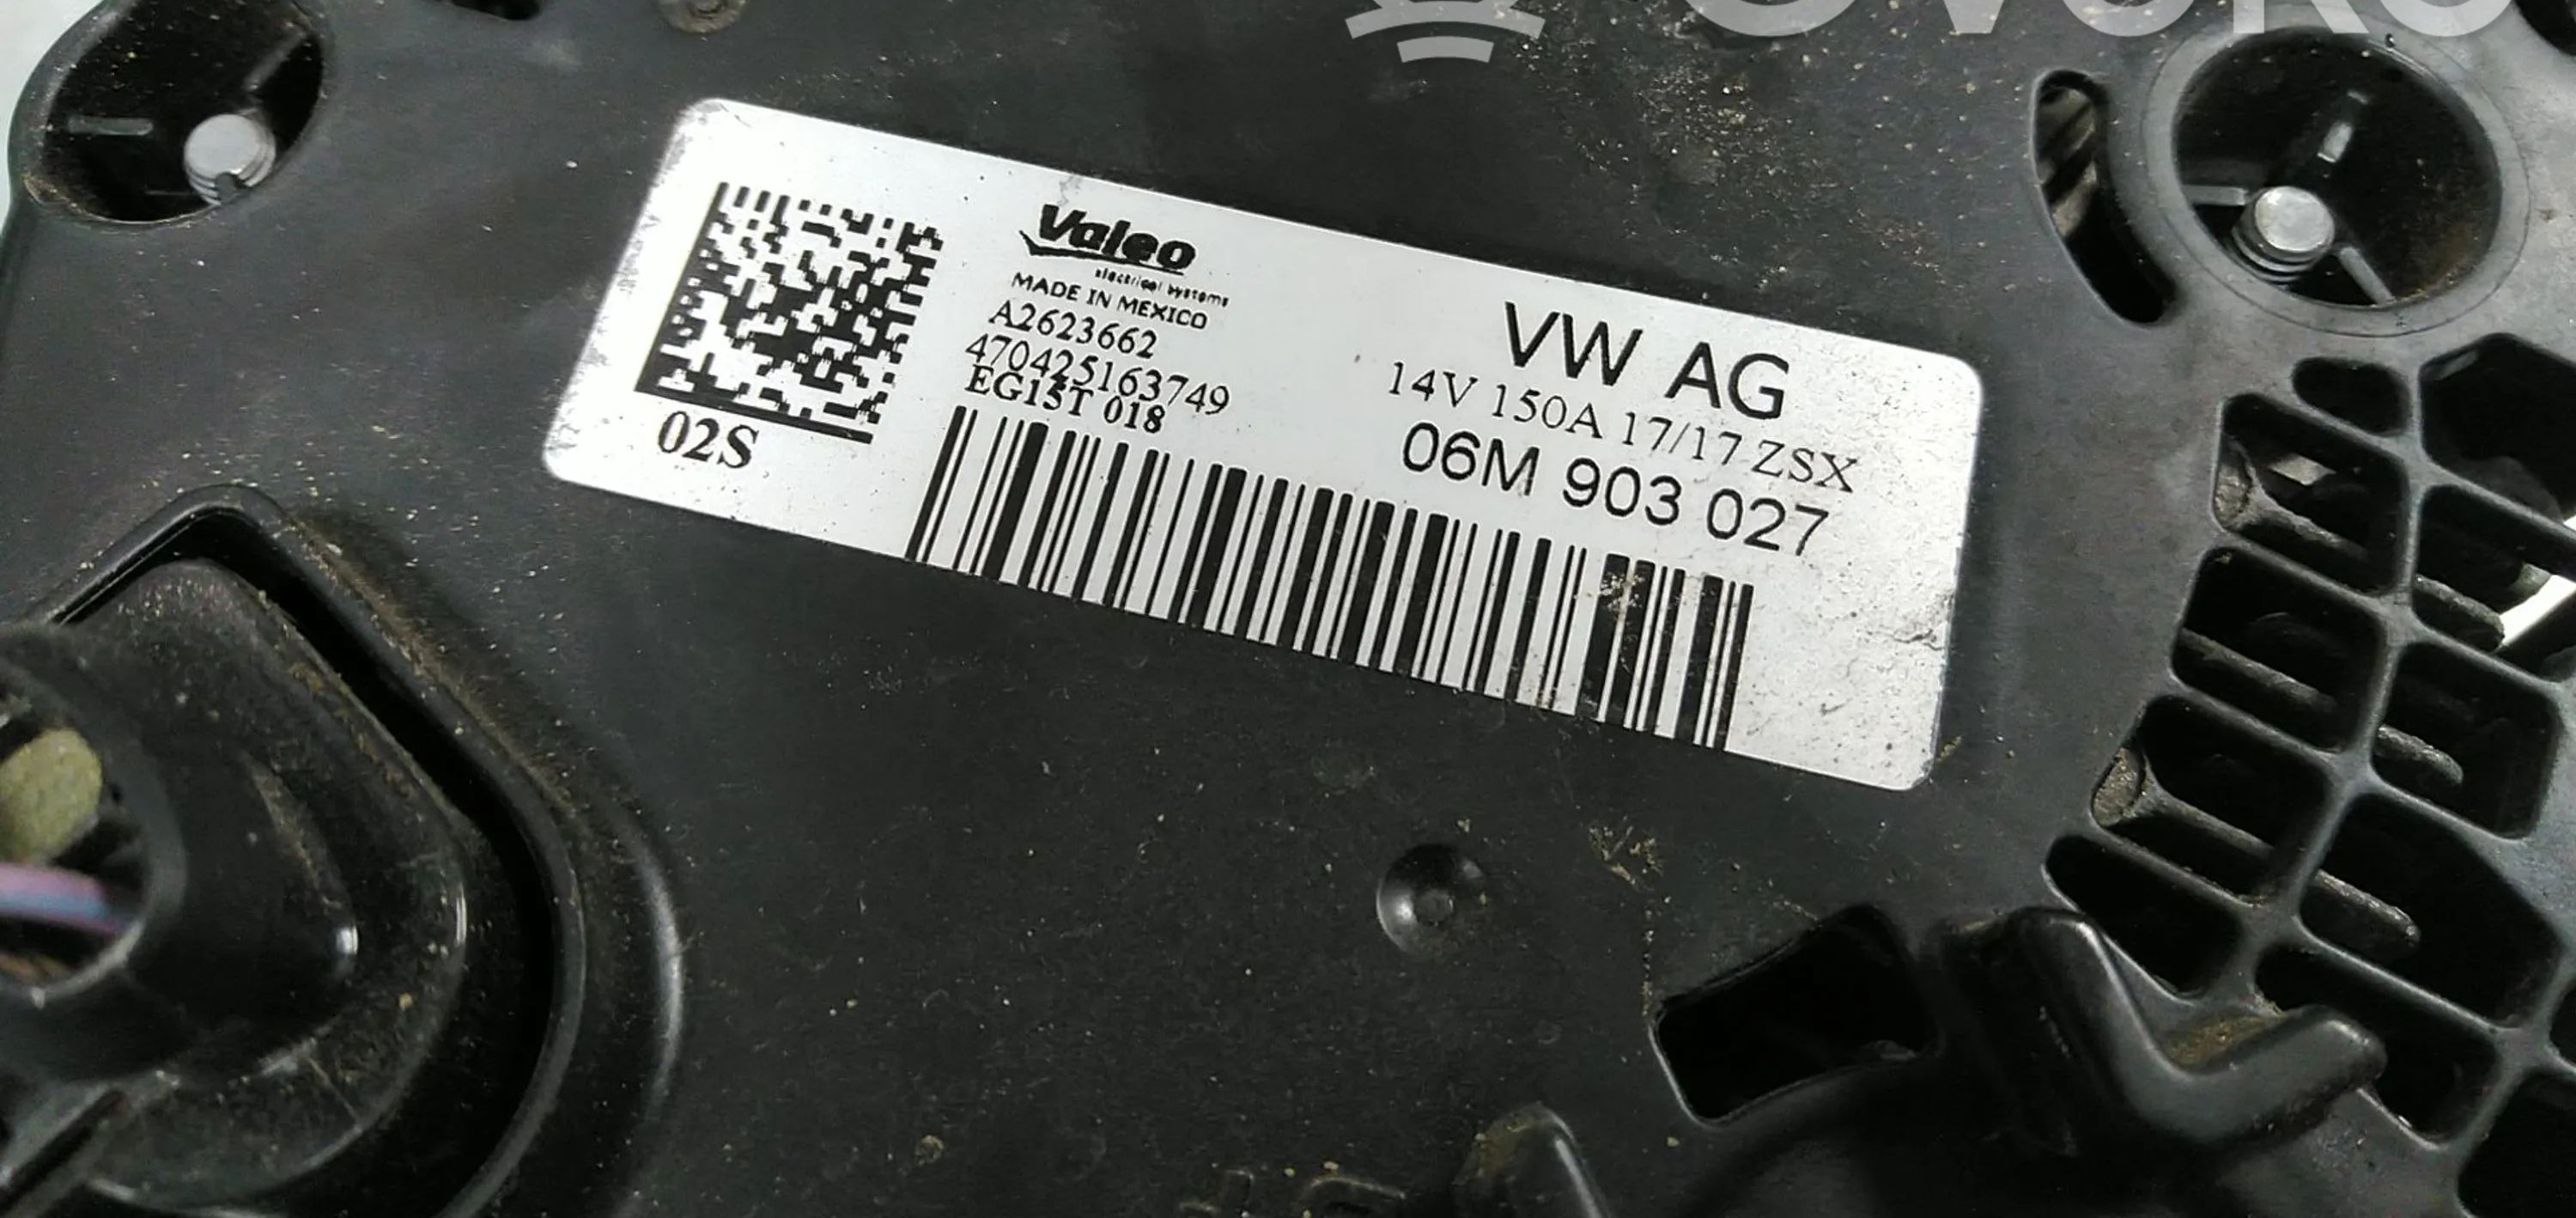 Valeo
electrical systems
MADE IN MEXICO
A2623662
470425163749
EG15T 018
02S
VW AG
14V 150A 17/17 ZSX
06M 903 027